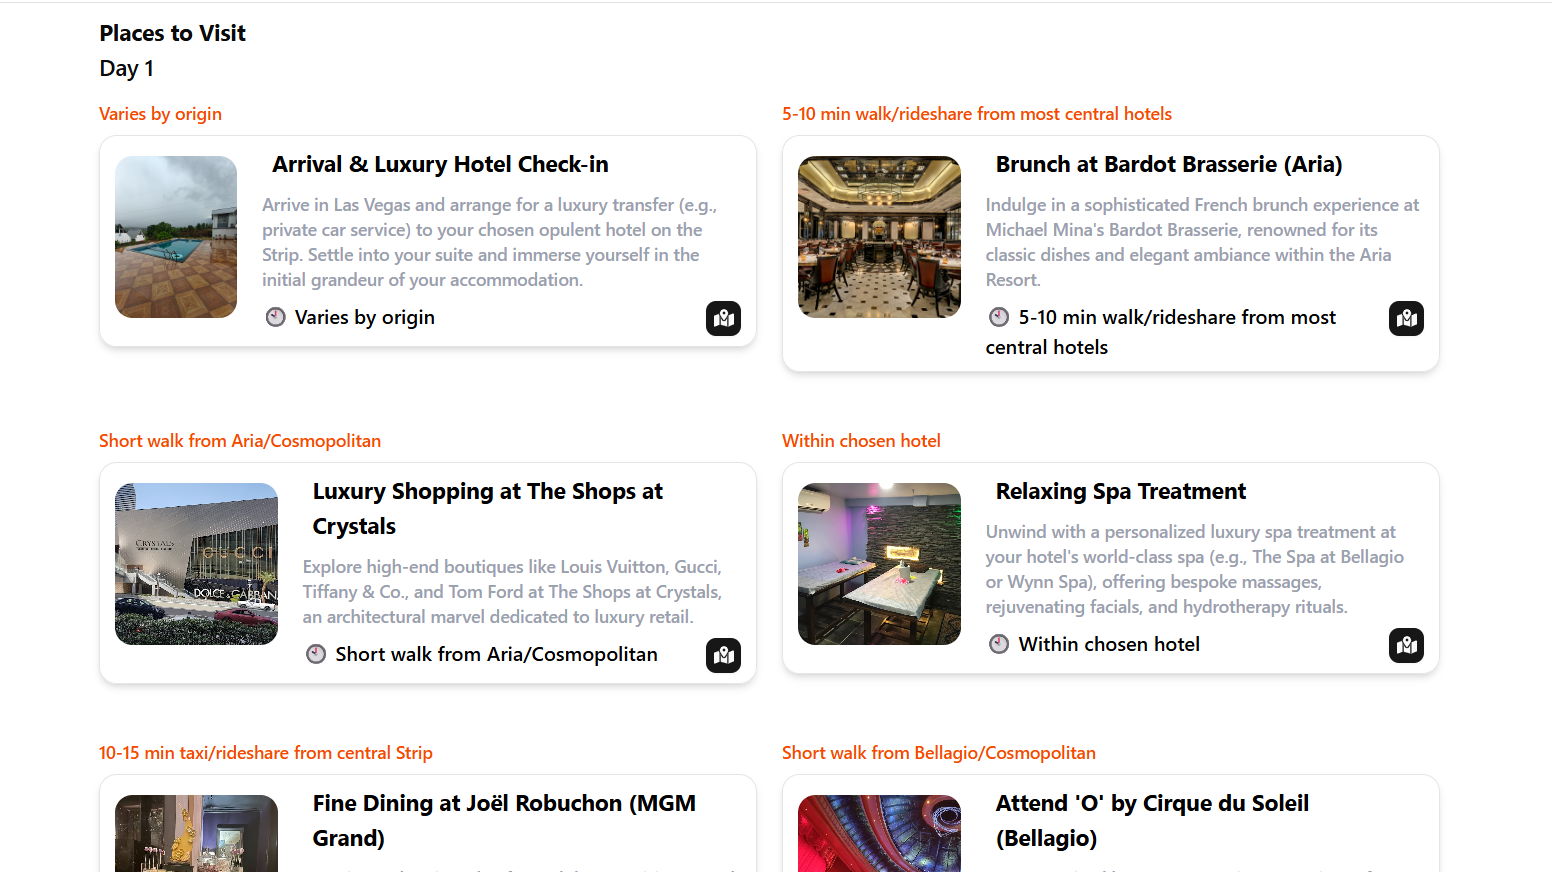 Places to Visit
Day 1
Varies by origin
Arrival & Luxury Hotel Check-in
Arrive in Las Vegas and arrange for a luxury transfer (e.g.,
private car service) to your chosen opulent hotel on the
Strip. Settle into your suite and immerse yourself in the
initial grandeur of your accommodation.
Varies by origin
5-10 min walk/rideshare from most central hotels
Brunch at Bardot Brasserie (Aria)
Indulge in a sophisticated French brunch experience at
Michael Mina's Bardot Brasserie, renowned for its
classic dishes and elegant ambiance within the Aria
Resort.
5-10 min walk/rideshare from most
central hotels
Short walk from Aria/Cosmopolitan
CRYSTALS
GUCCI
DOLCE & GABBAN
Luxury Shopping at The Shops at
Crystals
Explore high-end boutiques like Louis Vuitton, Gucci,
Tiffany & Co., and Tom Ford at The Shops at Crystals,
an architectural marvel dedicated to luxury retail.
Short walk from Aria/Cosmopolitan
Within chosen hotel
Relaxing Spa Treatment
Unwind with a personalized luxury spa treatment at
your hotel's world-class spa (e.g., The Spa at Bellagio
or Wynn Spa), offering bespoke massages,
rejuvenating facials, and hydrotherapy rituals.
Within chosen hotel
10-15 min taxi/rideshare from central Strip
Fine Dining at Joël Robuchon (MGM
Grand)
Short walk from Bellagio/Cosmopolitan
Attend 'O' by Cirque du Soleil
(Bellagio)